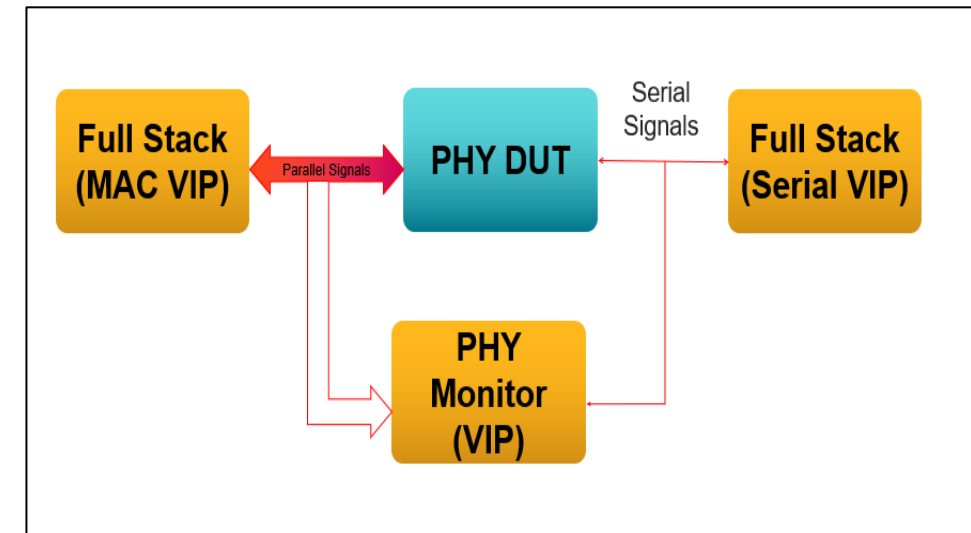 Full Stack
(MAC VIP)
Parallel Signals
PHY DUT
Serial
Signals
Full Stack
(Serial VIP)
PHY
Monitor
(VIP)